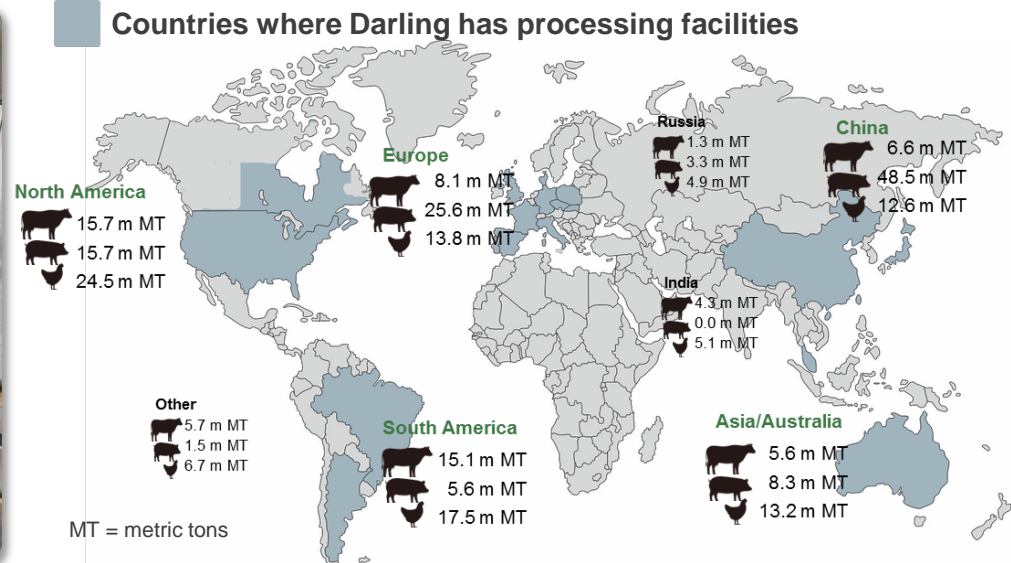 Countries where Darling has processing facilities
North America
15.7 m MT
15.7 m MT
24.5 m MT
Europe
8.1 m MT
25.6 m MT
13.8 m MT
Russia
1.3 m MT
3.3 m MT
4.9 m MT
China
6.6 m MT
48.5 m MT
12.6 m MT
India
4.3 m MT
0.0 m MT
5.1 m MT
Other
5.7 m MT
1.5 m MT
6.7 m MT
South America
15.1 m MT
5.6 m MT
17.5 m MT
Asia/Australia
5.6 m MT
8.3 m MT
13.2 m MT
MT = metric tons